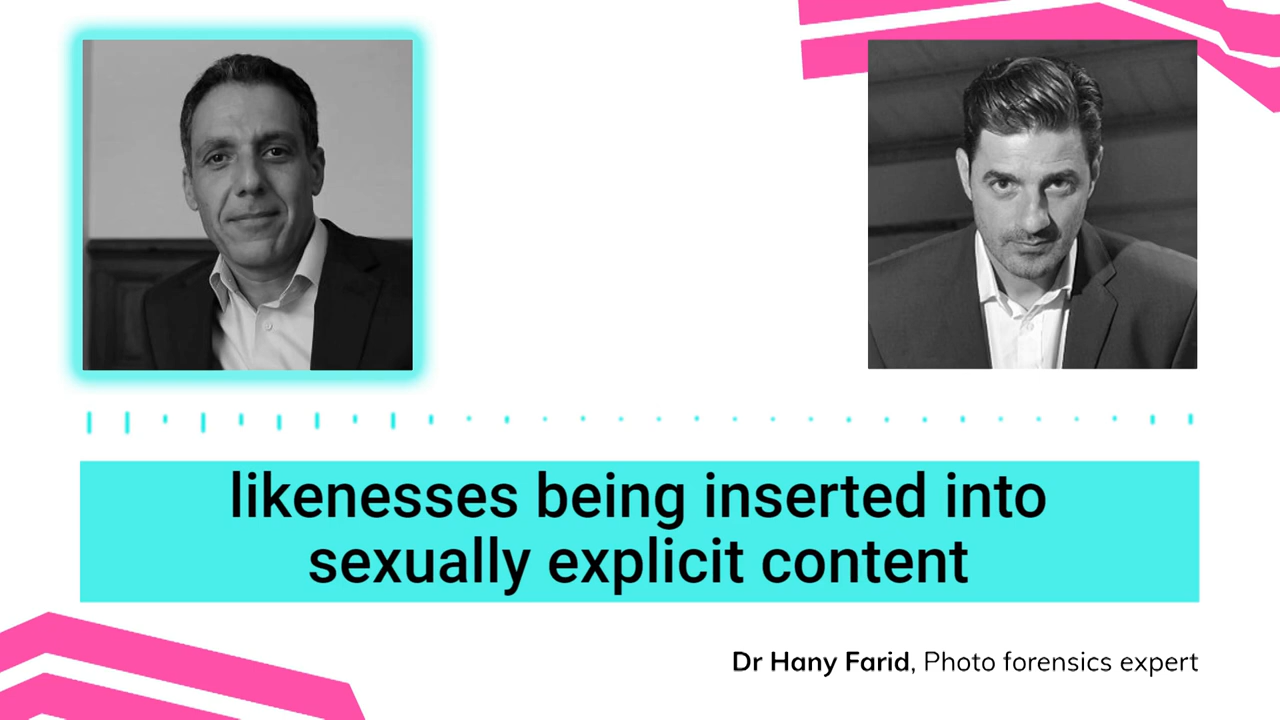 likenesses being inserted into
sexually explicit content
Dr Hany Farid, Photo forensics expert